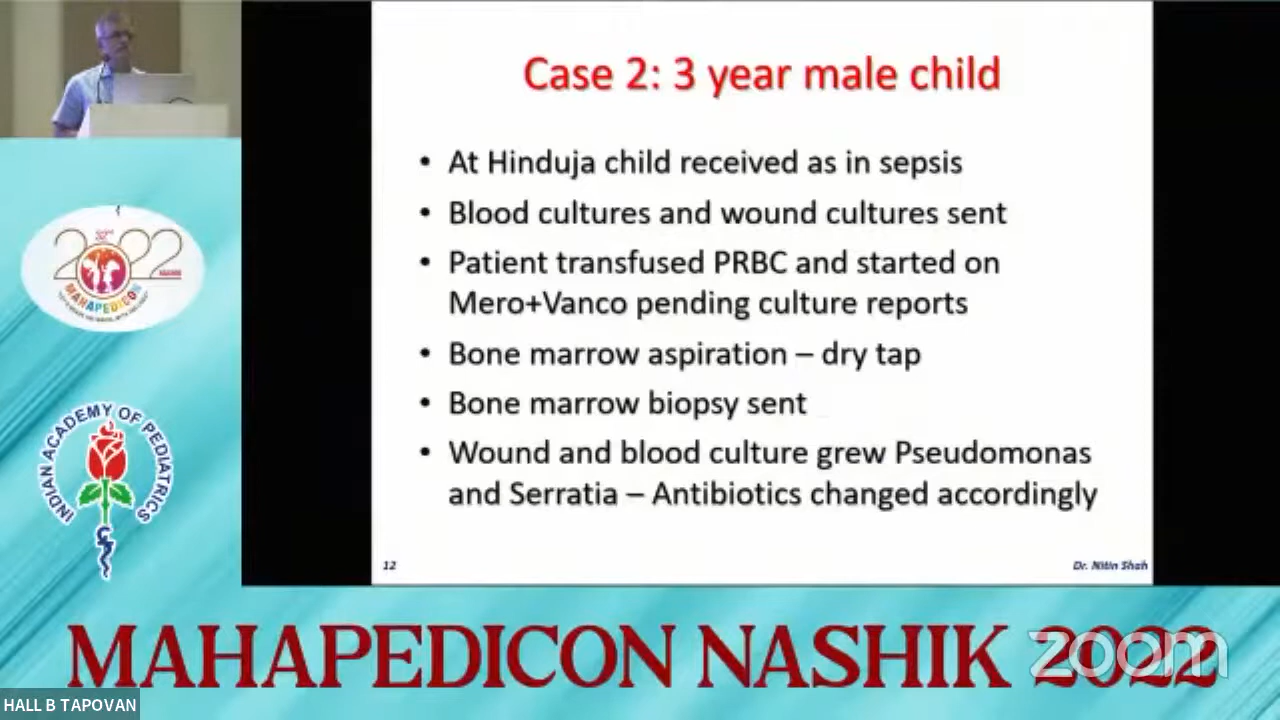 Case 2: 3 year male child
• At Hinduja child received as in sepsis
• Blood cultures and wound cultures sent
• Patient transfused PRBC and started on
Mero+Vanco pending culture reports
• Bone marrow aspiration – dry tap
• Bone marrow biopsy sent
• Wound and blood culture grew Pseudomonas
and Serratia – Antibiotics changed accordingly
12
Dr. Nitin Shah
2022
MAHAPEDICON
INDIAN ACADEMY OF PEDIATRICS
MAHAPEDICON NASHIK 2022
zoom
HALL B TAPOVAN